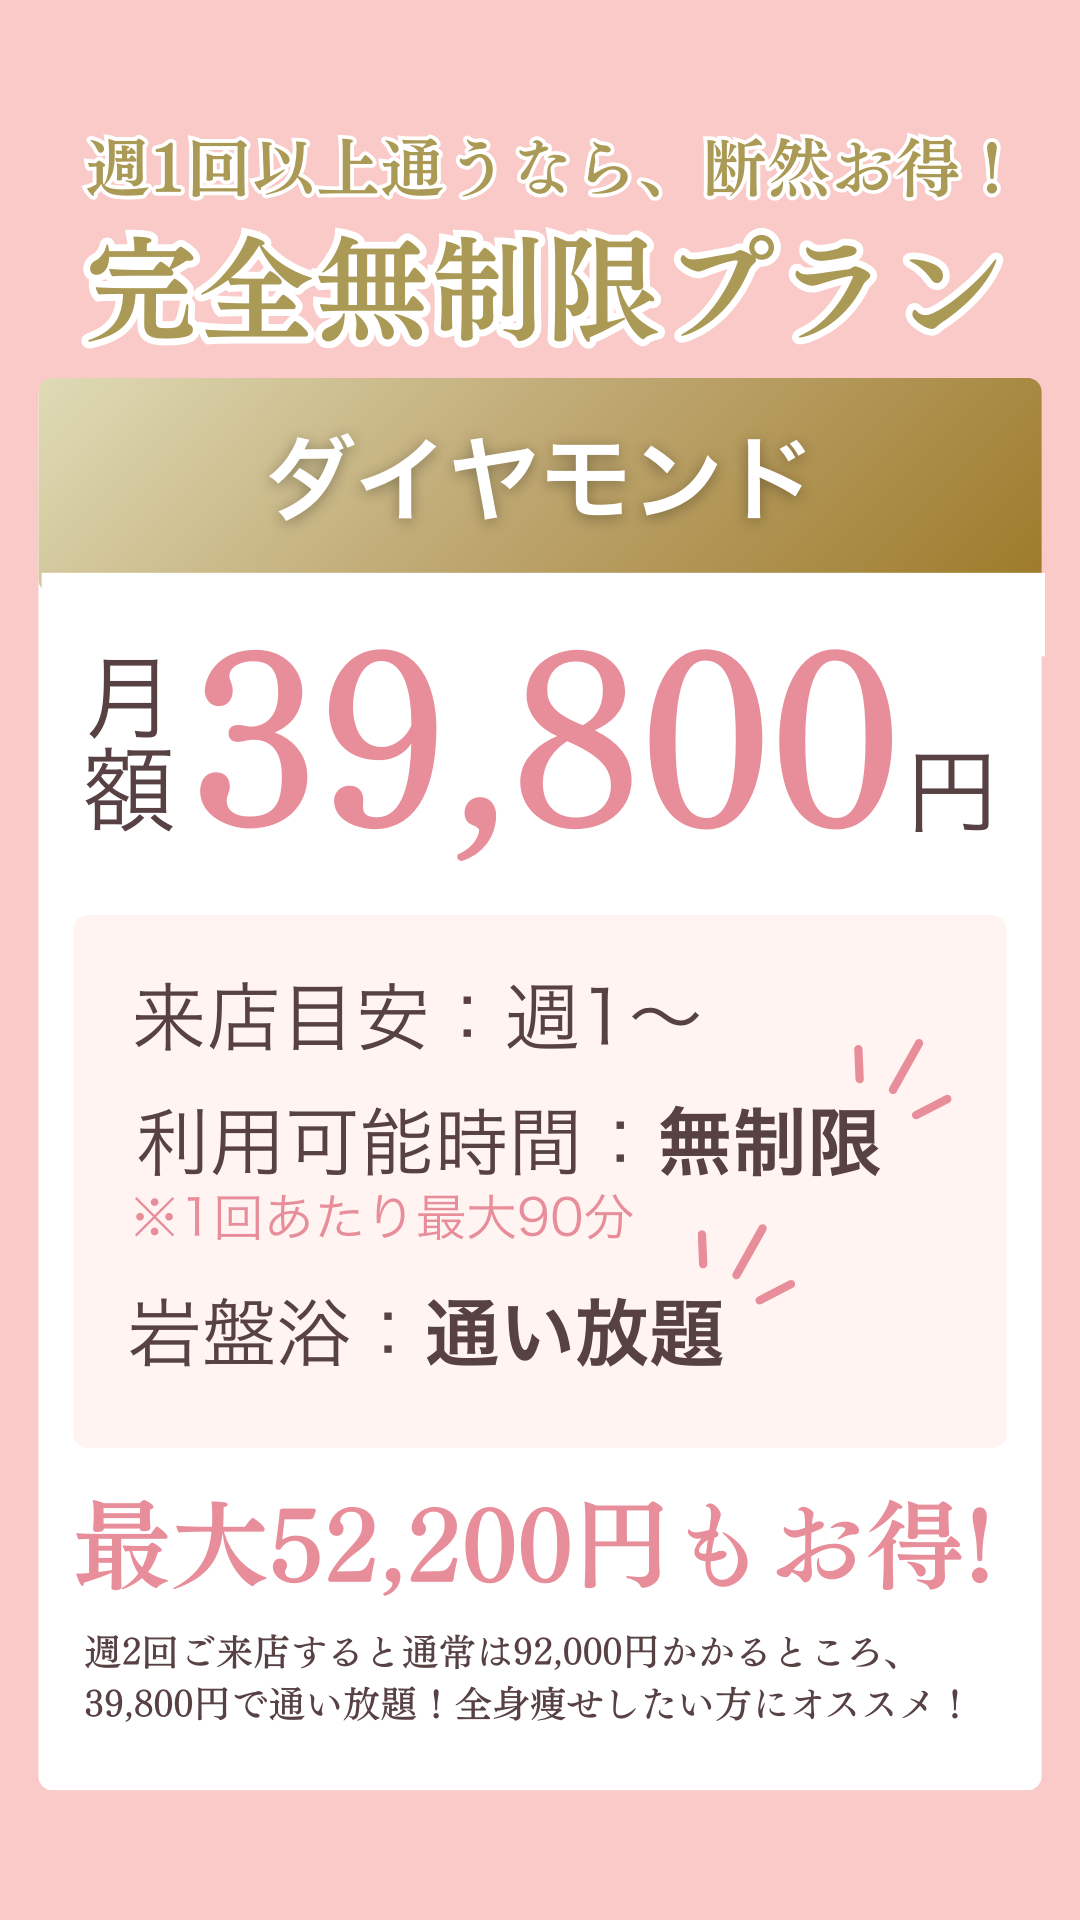 週1回以上通うなら、断然お得！
完全無制限プラン
ダイヤモンド
月額39,800円
来店目安：週1〜
利用可能時間：無制限
※1回あたり最大90分
岩盤浴：通い放題
最大52,200円もお得!
週2回ご来店すると通常は92,000円かかるところ、
39,800円で通い放題！全身痩せしたい方にオススメ！